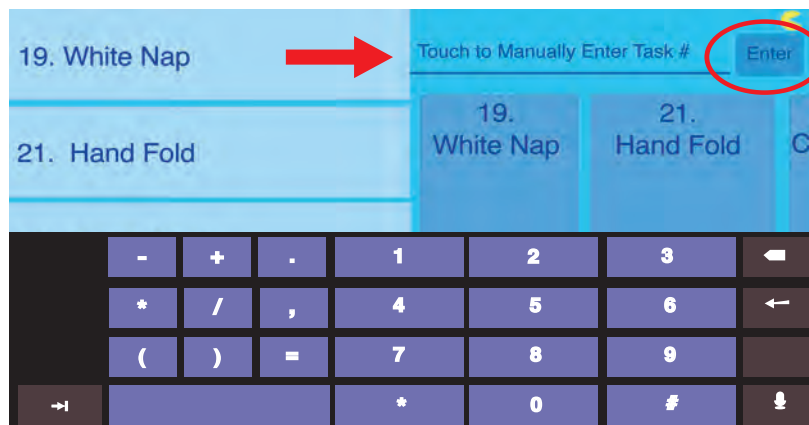 19. White Nap
Touch to Manually Enter Task #
Enter
21. Hand Fold
19.
White Nap
21.
Hand Fold
C
- + . 1 2 3
* / , 4 5 6
( ) = 7 8 9
* 0 #